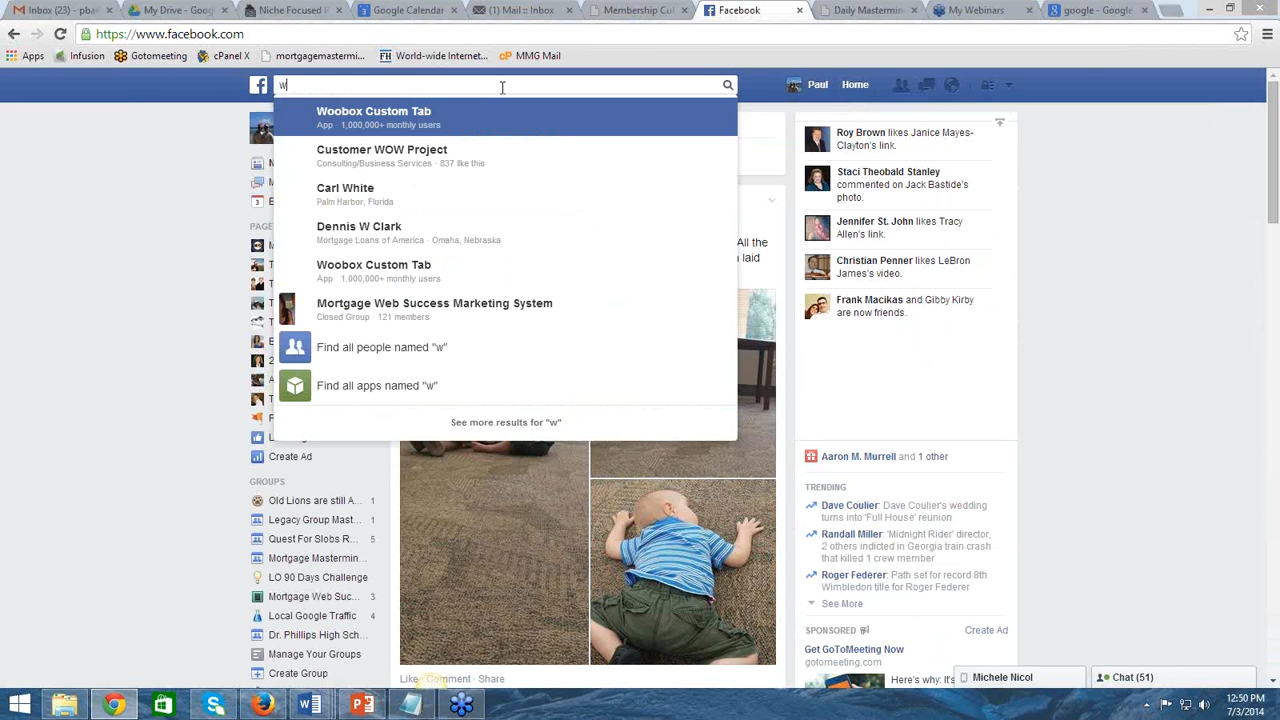 Inbox (23) - pba
My Drive - Google D
Niche Focused P
Google Calendar
(1) Mail :: Inbox
Membership Cu
Facebook
Daily Mastermin
My Webinars
google - Google
https://www.facebook.com
Apps
Infusion
Gotomeeting
cPanel X
mortgagemastermi...
World-wide Internet...
MMG Mail
w
Paul
Home
Woobox Custom Tab
App · 1,000,000+ monthly users
Customer WOW Project
Consulting/Business Services · 837 like this
Carl White
Palm Harbor, Florida
Dennis W Clark
Mortgage Loans of America · Omaha, Nebraska
Woobox Custom Tab
App · 1,000,000+ monthly users
Mortgage Web Success Marketing System
Closed Group · 121 members
Find all people named "w"
Find all apps named "w"
See more results for "w"
All the
laid
Create Ad
GROUPS
Old Lions are still A... 1
Legacy Group Mast... 1
Quest For Slobs R... 5
Mortgage Mastermin...
LO 90 Days Challenge
Mortgage Web Suc... 3
Local Google Traffic 4
Dr. Phillips High Sch...
Manage Your Groups
Create Group
Like · Comment · Share
Roy Brown likes Janice Mayes-
Clayton's link.
Staci Theobald Stanley
commented on Jack Bastide's
photo.
Jennifer St. John likes Tracy
Allen's link.
Christian Penner likes LeBron
James's video.
Frank Macikas and Gibby Kirby
are now friends.
Aaron M. Murrell and 1 other
TRENDING
Dave Coulier: Dave Coulier's wedding
turns into 'Full House' reunion
Randall Miller: 'Midnight Rider' director,
2 others indicted in Georgia train crash
that killed 1 crew member
Roger Federer: Path set for record 8th
Wimbledon title for Roger Federer
See More
SPONSORED
Create Ad
Get GoToMeeting Now
gotomeeting.com
Here's why: It's
Michele Nicol
Chat (51)
12:50 PM
7/3/2014